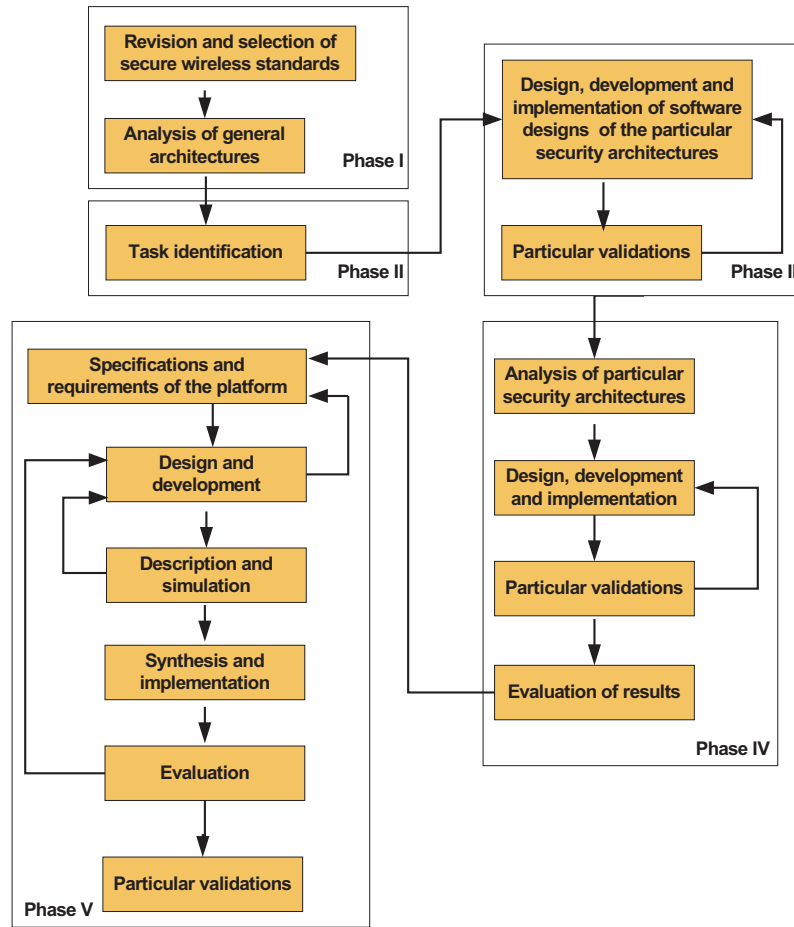 Revision and selection of
secure wireless standards
Analysis of general
architectures
Phase I
Task identification
Phase II
Design, development and
implementation of software
designs of the particular
security architectures
Particular validations
Phase II
Analysis of particular
security architectures
Design, development
and implementation
Particular validations
Evaluation of results
Phase IV
Specifications and
requirements of the platform
Design and
development
Description and
simulation
Synthesis and
implementation
Evaluation
Particular validations
Phase V